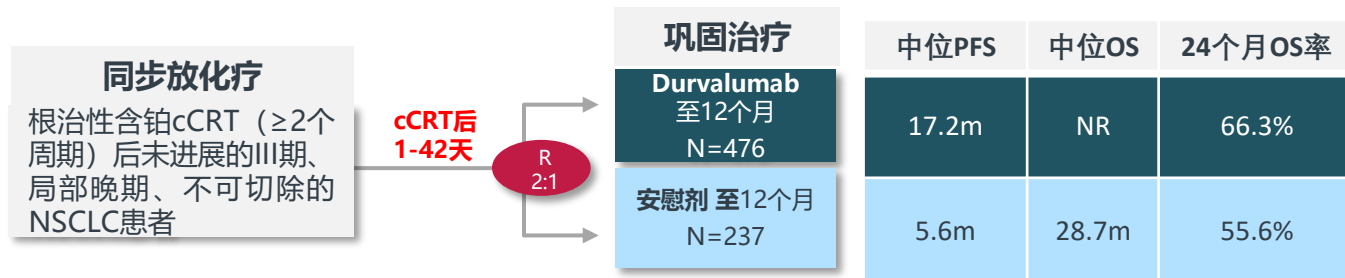 同步放化疗
根治性含铂cCRT（≥2个
周期）后未进展的III期、
局部晚期、不可切除的
NSCLC患者
cCRT后
1-42天
R
2:1
巩固治疗
Durvalumab
至12个月
N=476
安慰剂 至12个月
N=237
中位PFS 中位OS 24个月OS率
17.2m NR 66.3%
5.6m 28.7m 55.6%